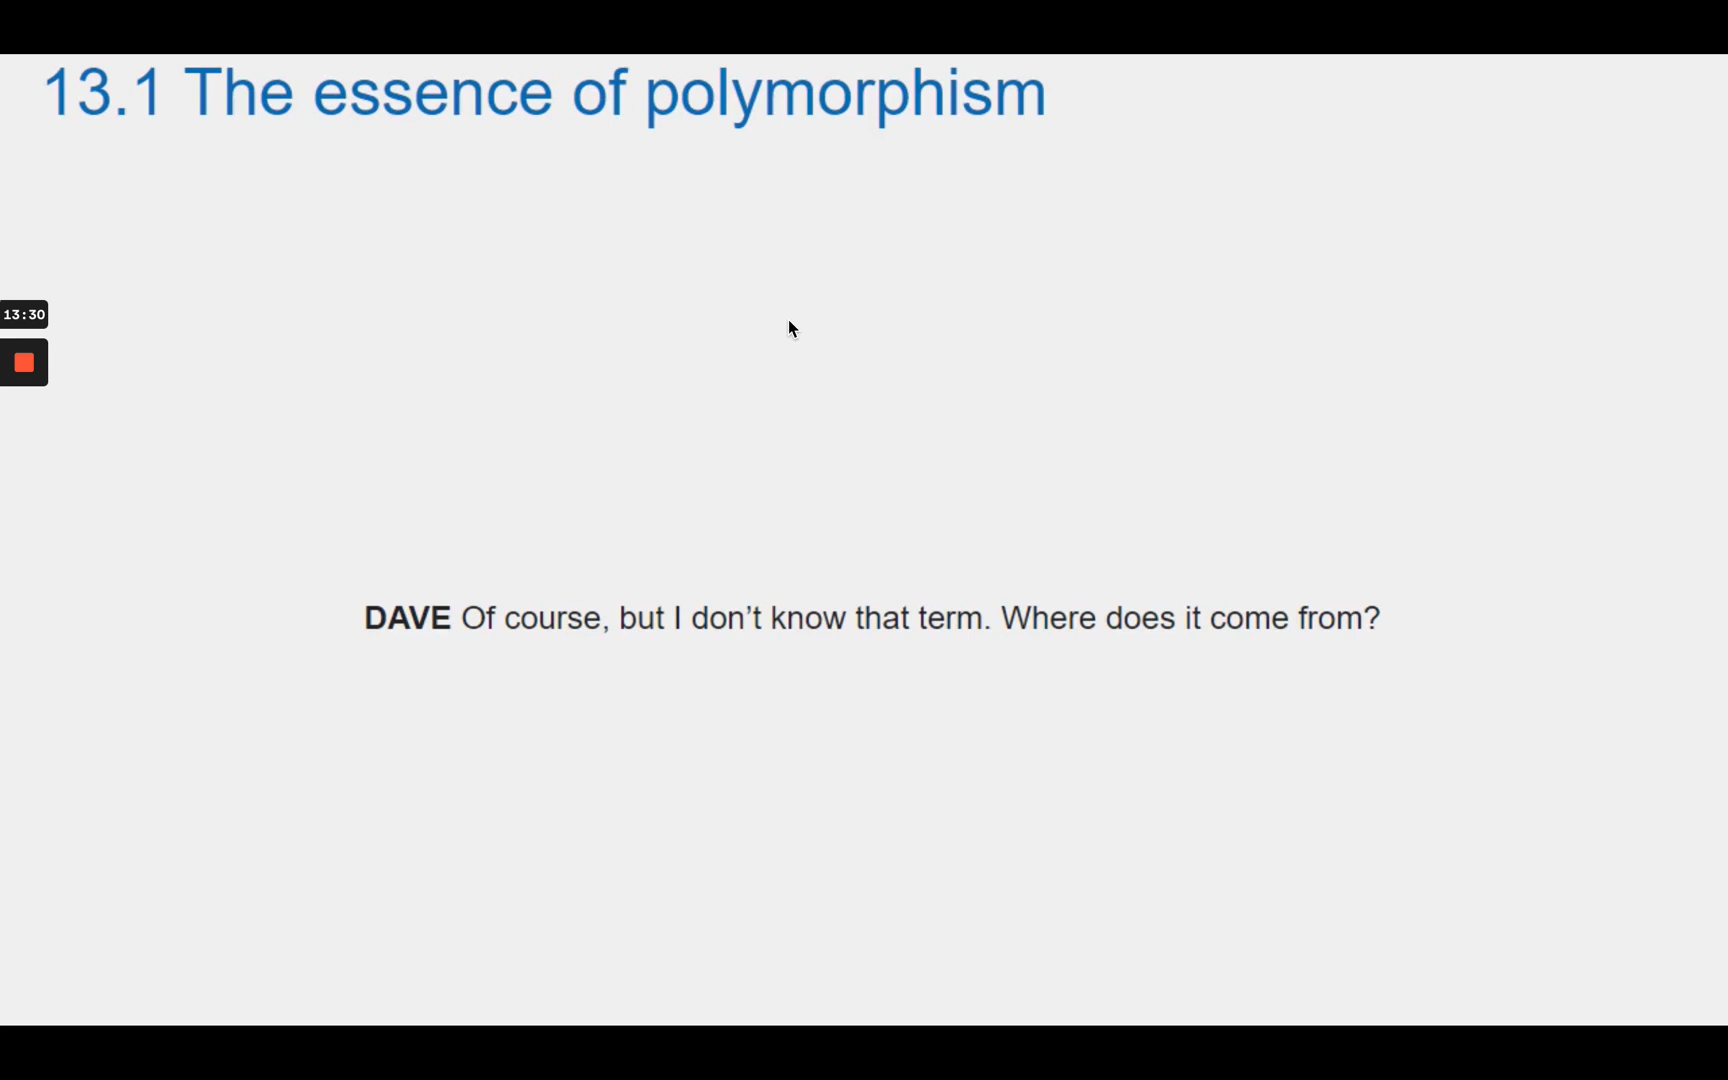 13.1 The essence of polymorphism
13:30
DAVE Of course, but I don’t know that term. Where does it come from?